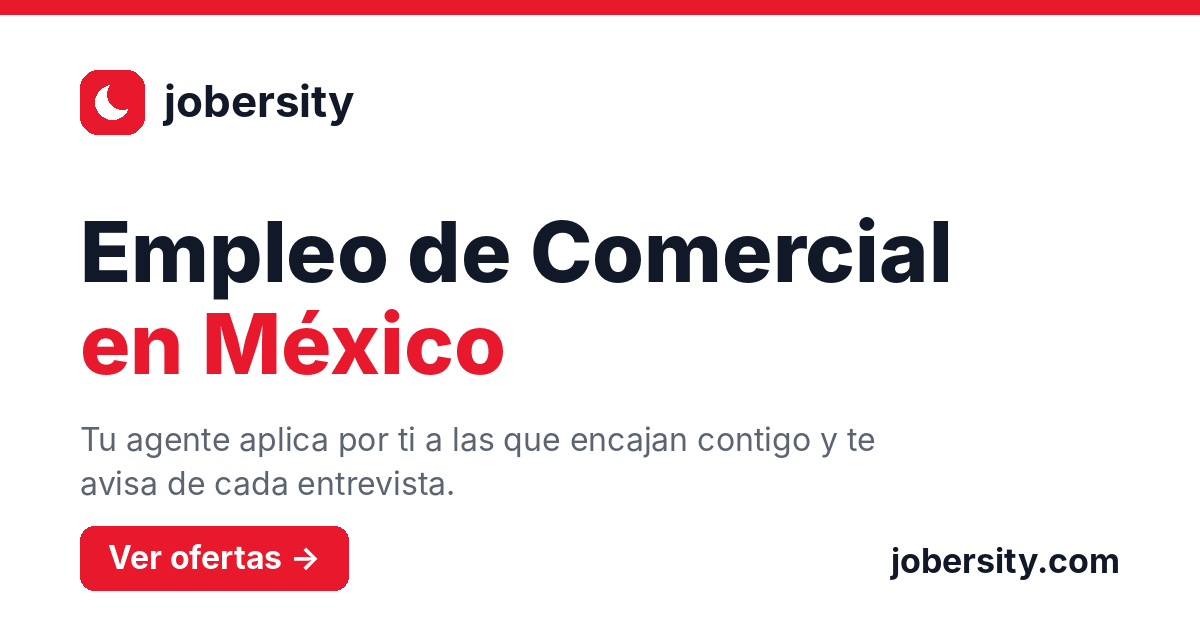 jobersity
Empleo de Comercial
en México
Tu agente aplica por ti a las que encajan contigo y te
avisa de cada entrevista.
Ver ofertas →
jobersity.com